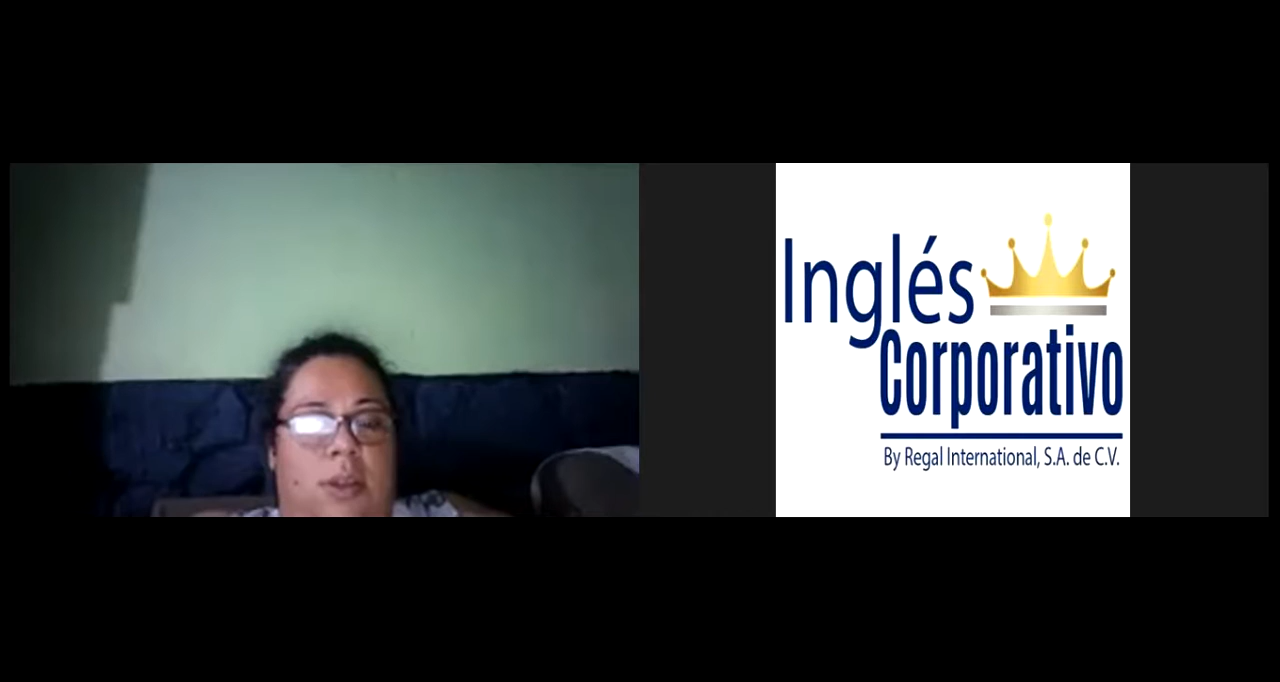 Inglés
Corporativo
By Regal International, S.A. de C.V.